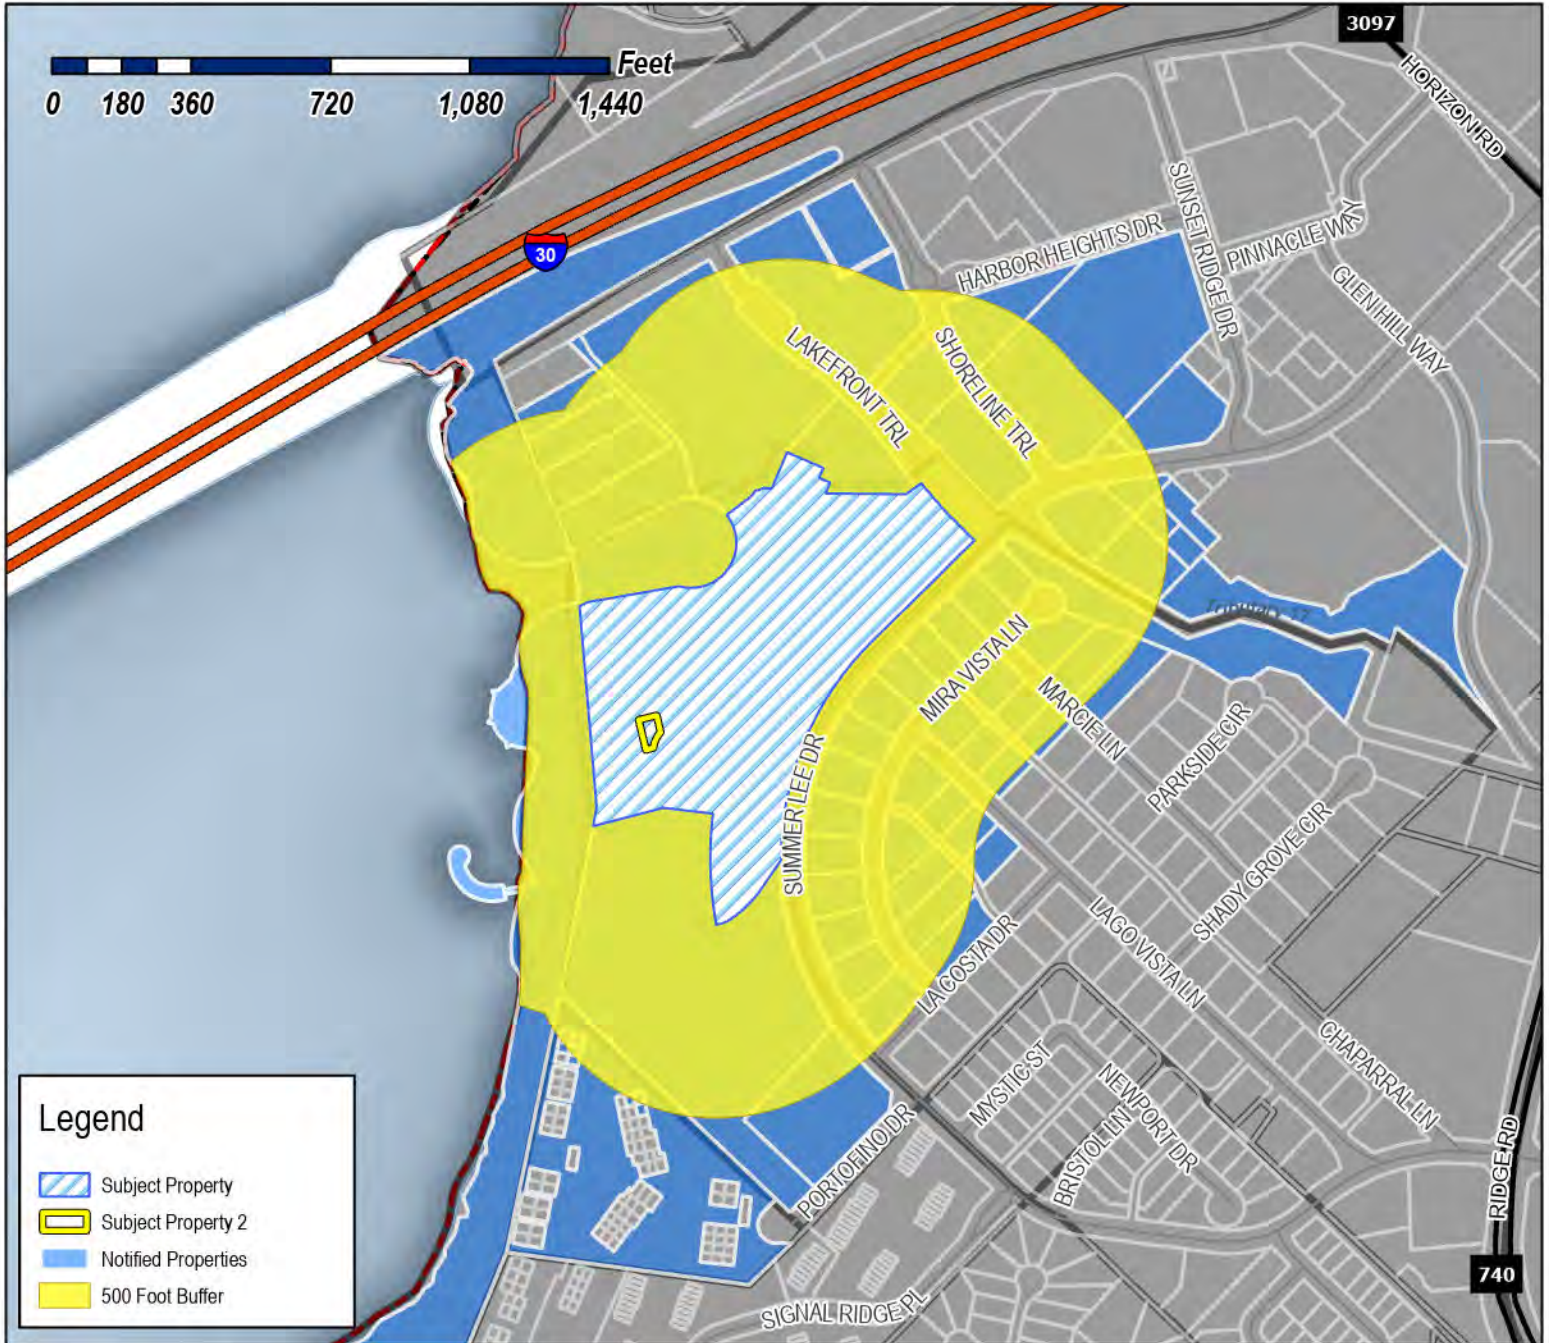 3097
Feet
0 180 360 720 1,080 1,440
HORIZON RD
SUNSET RIDGE DR
PINNACLE WAY
HARBOR HEIGHTS DR
30
GLENHILL WAY
LAKEFRONT TRL
SHORELINE TRL
MIRA VISTA LN
MARCIE LN
PARKSIDE CIR
SUMMER LEE DR
SHADY GROVE CIR
LA COSTA DR
LAGO VISTA LN
CHAPARRAL LN
MYSTIC ST
NEWPORT DR
BRISTOL LN
PORTOFINO DR
RIDGE RD
740
SIGNAL RIDGE PL
Legend
Subject Property
Subject Property 2
Notified Properties
500 Foot Buffer